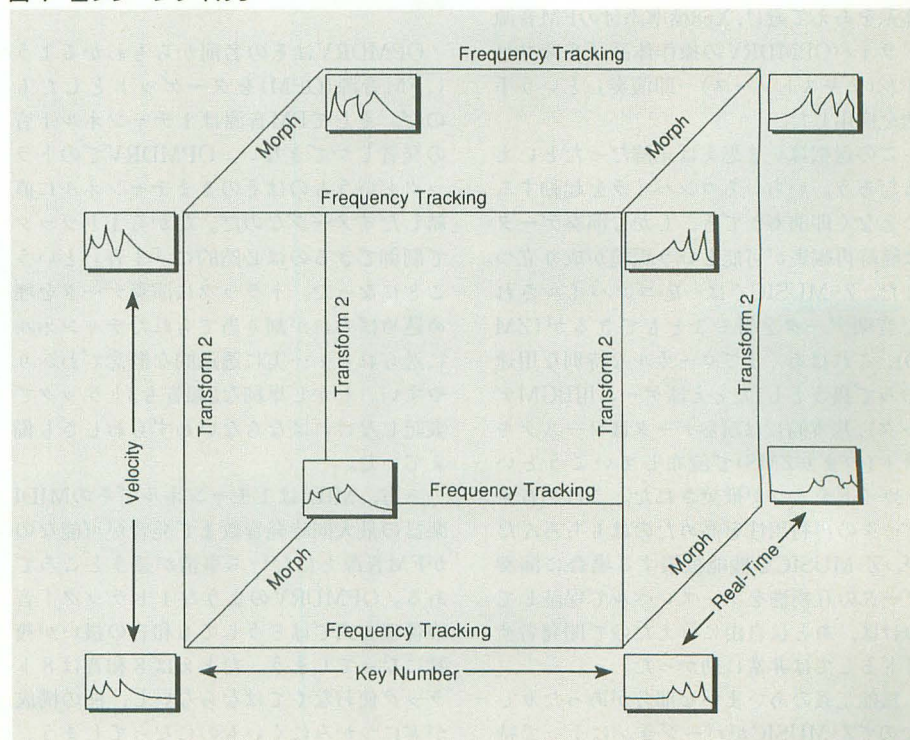 Frequency Tracking
Morph
Morph
Frequency Tracking
Transform 2
Transform 2
Transform 2
Transform 2
Velocity
Frequency Tracking
Morph
Morph
Real-Time
Frequency Tracking
Key Number